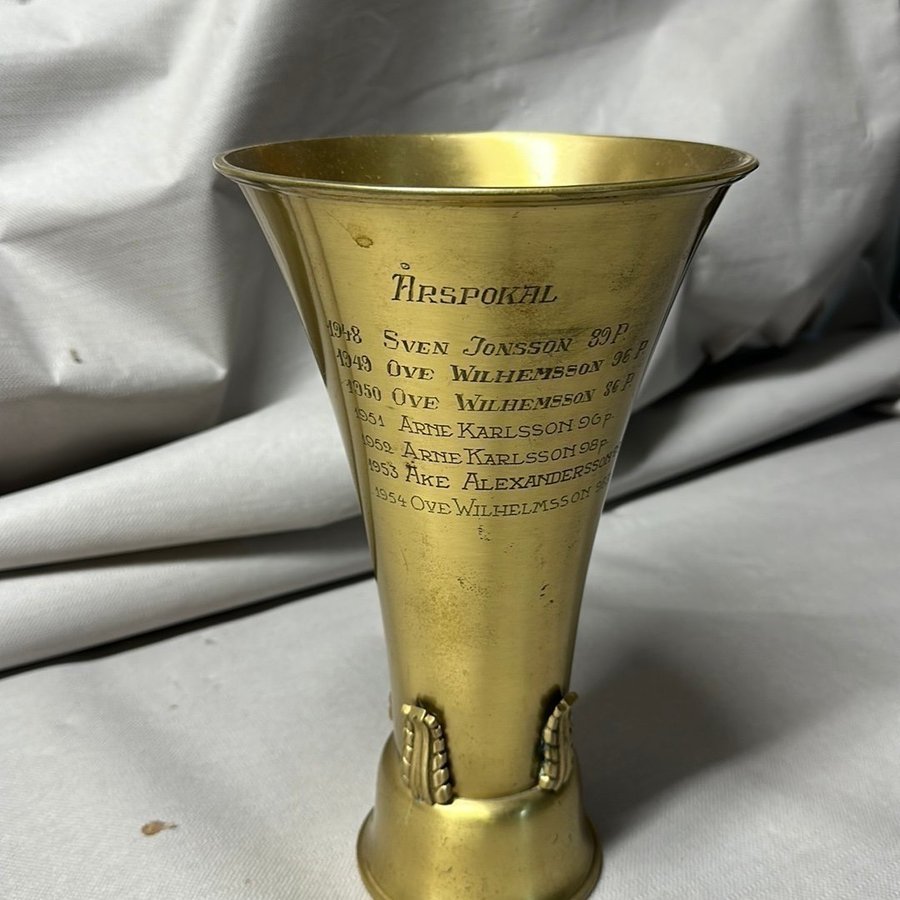 ÅRSPOKAL
1948 SVEN JONSSON 89 P.
1949 OVE WILHEMSSON 96 P.
1950 OVE WILHEMSSON 86 P.
1951 ARNE KARLSSON 96 P.
1952 ARNE KARLSSON 98 P.
1953 ÅKE ALEXANDERSSON
1954 OVE WILHELMSSON